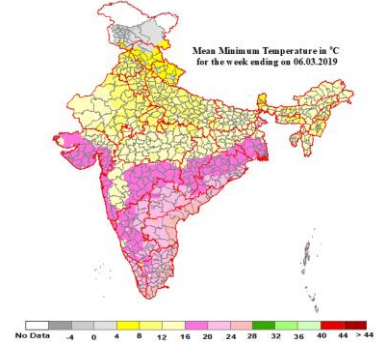 Mean Minimum Temperature in °C
for the week ending on 06.03.2019
No Data -4 0 4 8 12 16 20 24 28 32 36 40 44 > 44